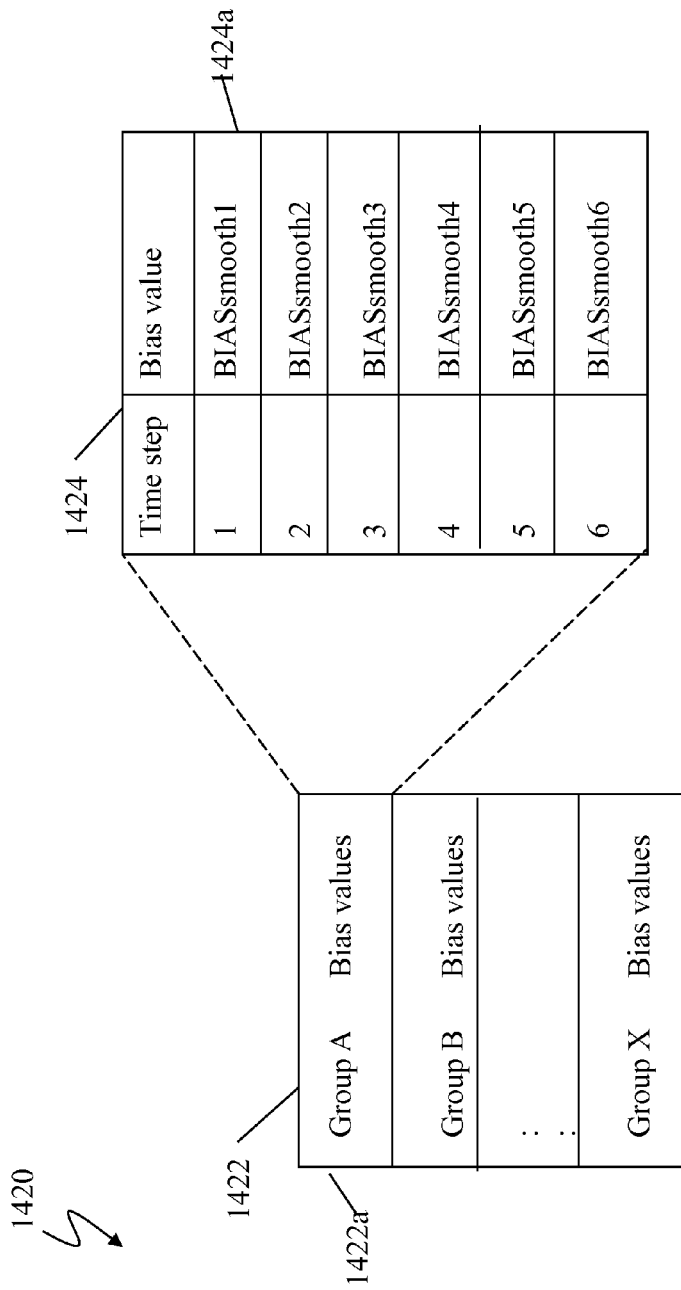 1420
1422
1422a
Group A Bias values
Group B Bias values
: :
Group X Bias values
1424
1424a
Time step Bias value
1 BIASsmooth1
2 BIASsmooth2
3 BIASsmooth3
4 BIASsmooth4
5 BIASsmooth5
6 BIASsmooth6